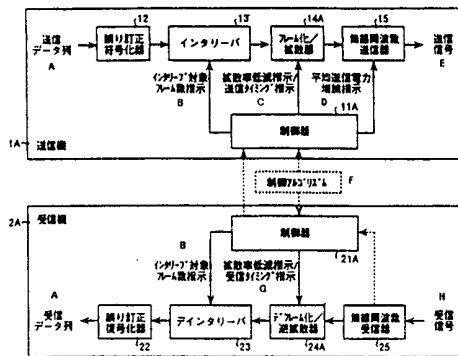 12
13
14A
15
送信
データ列
A
誤り訂正
符号化器
インタリーバ
フレーム化/
拡散器
無線周波数
送信器
送信
信号
E
インタリーブ対象
フレーム数指示
B
拡散率低減指示/
送信タイミング指示
C
平均送信電力
増減指示
D
11A
制御器
1A
送信機
制御アルゴリズム
F
2A
受信機
制御器
21A
B
インタリーブ対象
フレーム数指示
拡散率低減指示/
受信タイミング指示
G
A
受信
データ列
誤り訂正
復号化器
デインタリーバ
デフレーム化/
逆拡散器
無線周波数
受信器
H
受信
信号
22
23
24A
25